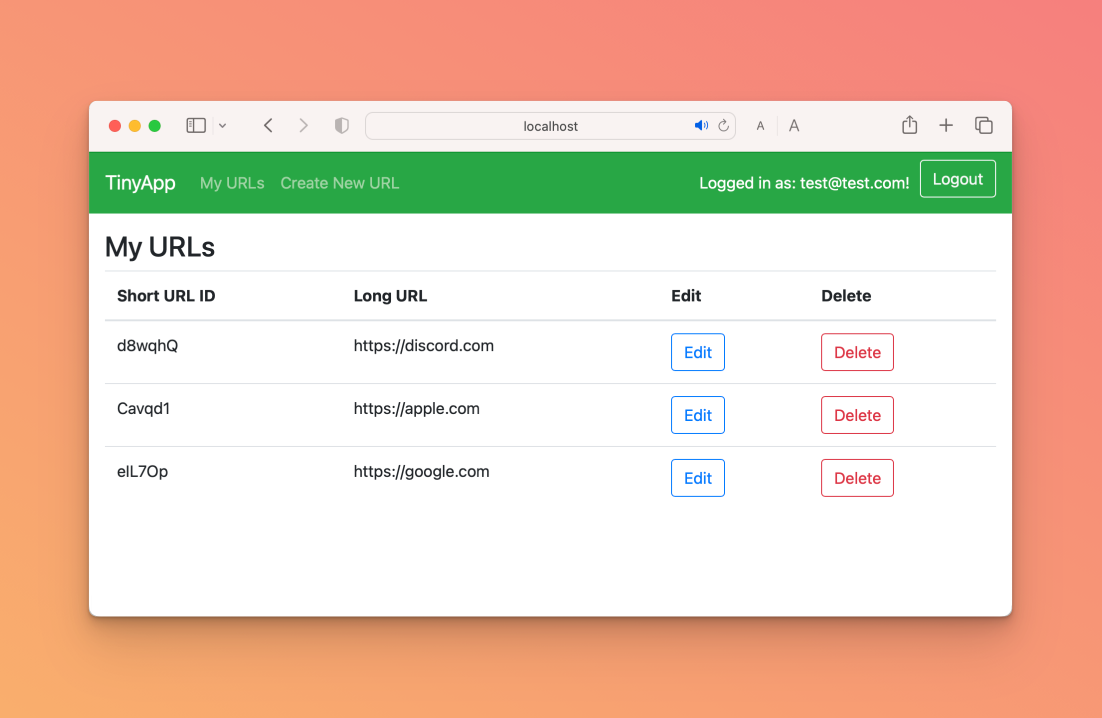 localhost A A
TinyApp My URLs Create New URL Logged in as: test@test.com! Logout
My URLs
Short URL ID Long URL Edit Delete
d8wqhQ https://discord.com Edit Delete
Cavqd1 https://apple.com Edit Delete
eIL7Op https://google.com Edit Delete